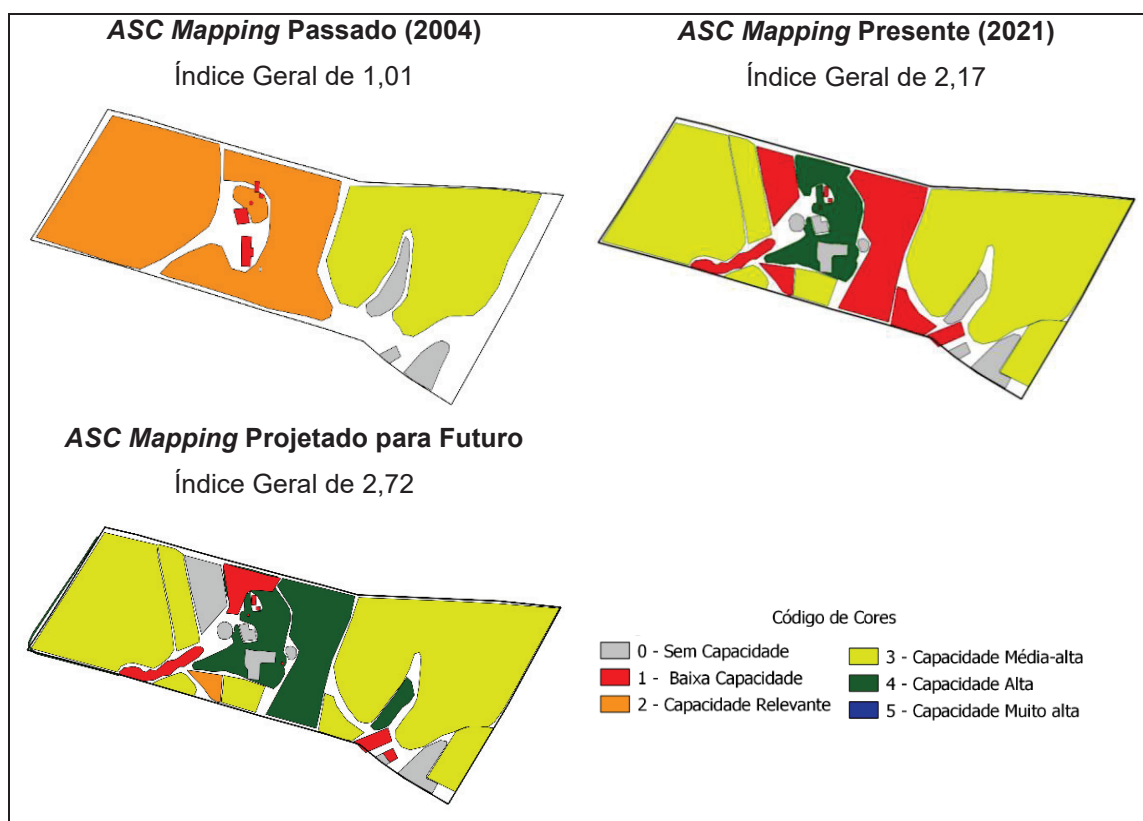 ASC Mapping Passado (2004)
Índice Geral de 1,01
ASC Mapping Presente (2021)
Índice Geral de 2,17
ASC Mapping Projetado para Futuro
Índice Geral de 2,72
Código de Cores
0 - Sem Capacidade
1 - Baixa Capacidade
2 - Capacidade Relevante
3 - Capacidade Média-alta
4 - Capacidade Alta
5 - Capacidade Muito alta